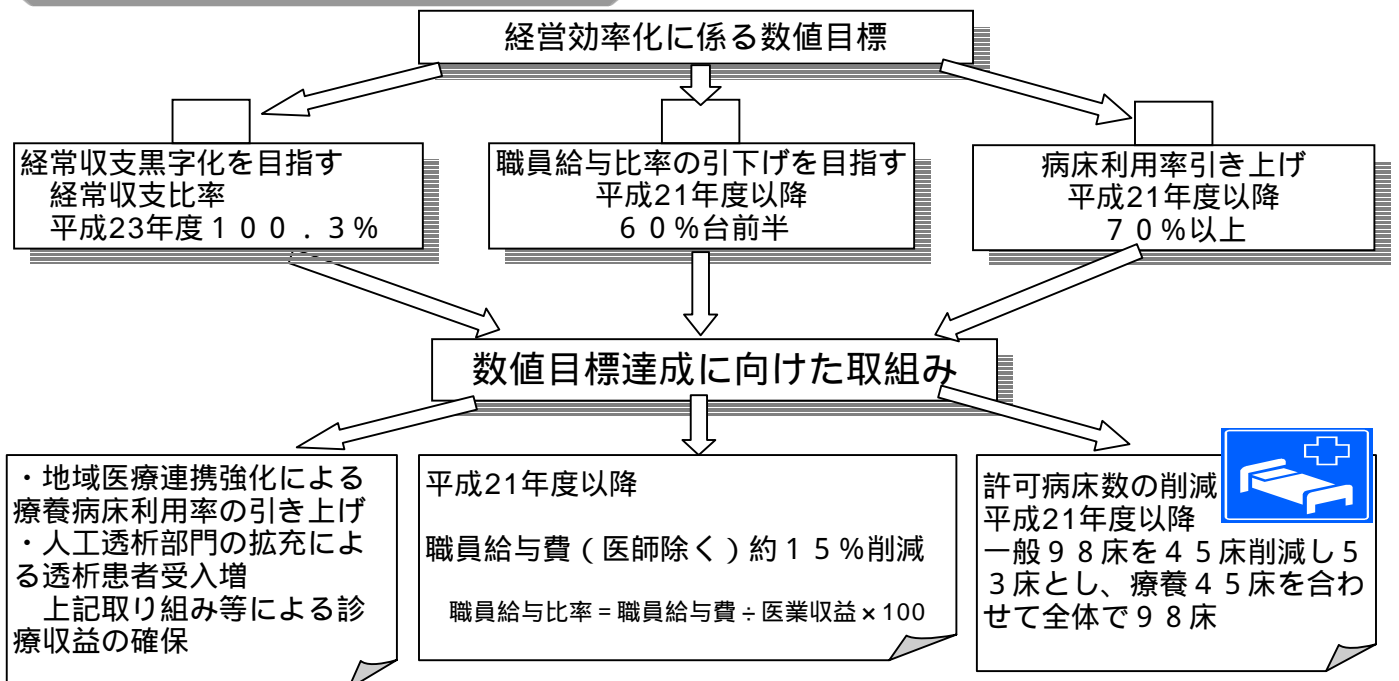 経営効率化に係る数値目標
経常収支黒字化を目指す
経常収支比率
平成23年度１００．３%
職員給与比率の引下げを目指す
平成21年度以降
６０%台前半
病床利用率引き上げ
平成21年度以降
７０%以上
数値目標達成に向けた取組み
・地域医療連携強化による
療養病床利用率の引き上げ
・人工透析部門の拡充によ
る透析患者受入増
上記取り組み等による診
療収益の確保
平成21年度以降
職員給与費（医師除く）約１５%削減
職員給与比率＝職員給与費÷医業収益×100
許可病床数の削減
平成21年度以降
一般９８床を４５床削減し５
３床とし、療養４５床を合わ
せて全体で９８床